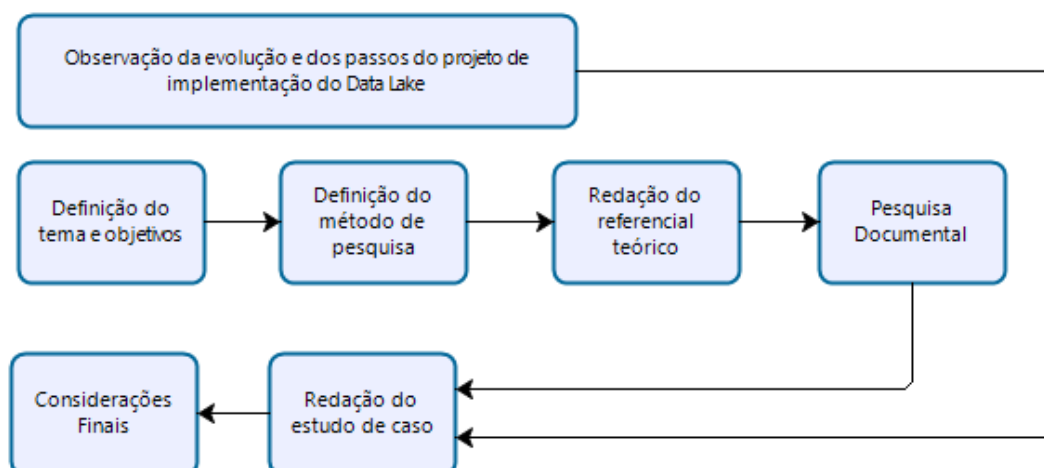 Observação da evolução e dos passos do projeto de
implementação do Data Lake
Definição do
tema e objetivos
Definição do
método de
pesquisa
Redação do
referencial
teórico
Pesquisa
Documental
Considerações
Finais
Redação do
estudo de caso